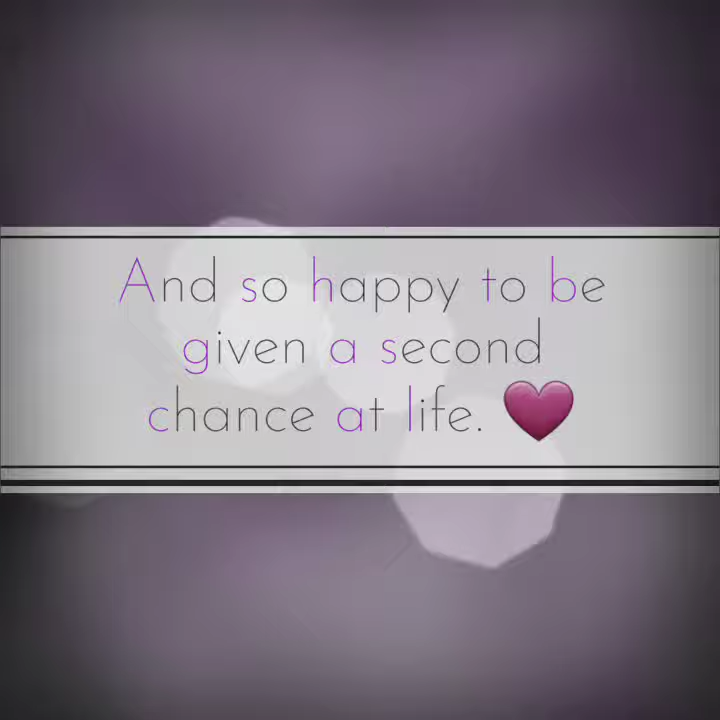 And so happy to be
given a second
chance at life. 💗